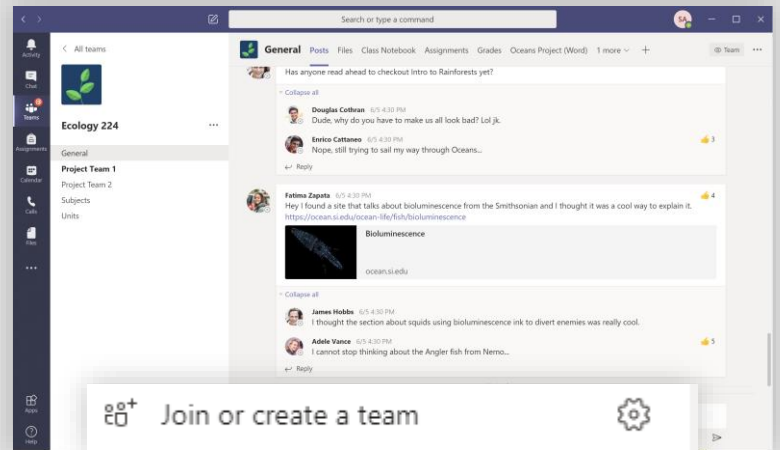 Search or type a command
SA
Activity
Chat
Teams
Assignments
Calendar
Calls
Files
Apps
Help
All teams
Ecology 224
General
Project Team 1
Project Team 2
Subjects
Units
General Posts Files Class Notebook Assignments Grades Oceans Project (Word) 1 more +
Team
Has anyone read ahead to checkout Intro to Rainforests yet?
Collapse all
Douglas Cothran 6/5 4:30 PM
Dude, why do you have to make us all look bad? Lol jk.
Enrico Cattaneo 6/5 4:30 PM
Nope, still trying to sail my way through Oceans...
3
Reply
Fatima Zapata 6/5 4:30 PM
4
Hey I found a site that talks about bioluminescence from the Smithsonian and I thought it was a cool way to explain it.
https://ocean.si.edu/ocean-life/fish/bioluminescence
Bioluminescence
ocean.si.edu
Collapse all
James Hobbs 6/5 4:30 PM
I thought the section about squids using bioluminescence ink to divert enemies was really cool.
Adele Vance 6/5 4:30 PM
I cannot stop thinking about the Angler fish from Nemo...
5
Reply
Join or create a team